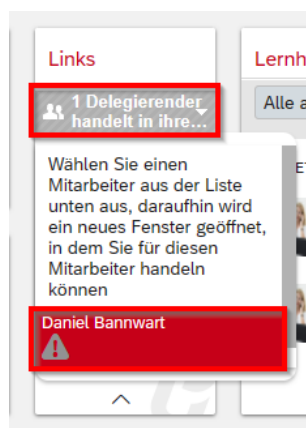 Links
Lernh
1 Delegierender
handelt in ihre...
Alle a
Wählen Sie einen
Mitarbeiter aus der Liste
unten aus, daraufhin wird
ein neues Fenster geöffnet,
in dem Sie für diesen
Mitarbeiter handeln
können
Daniel Bannwart